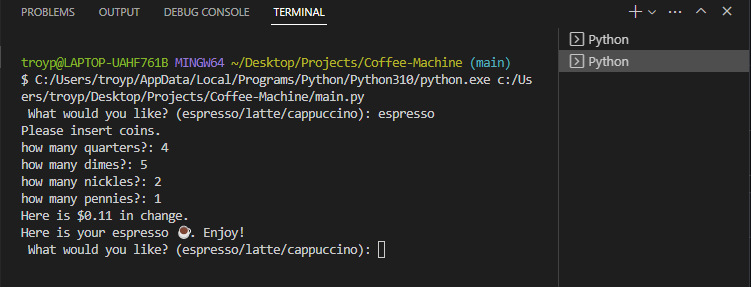 PROBLEMS OUTPUT DEBUG CONSOLE TERMINAL
Python
Python
troyp@LAPTOP-UAHF761B MINGW64 ~/Desktop/Projects/Coffee-Machine (main)
$ C:/Users/troyp/AppData/Local/Programs/Python/Python310/python.exe c:/Us
ers/troyp/Desktop/Projects/Coffee-Machine/main.py
What would you like? (espresso/latte/cappuccino): espresso
Please insert coins.
how many quarters?: 4
how many dimes?: 5
how many nickles?: 2
how many pennies?: 1
Here is $0.11 in change.
Here is your espresso ☕. Enjoy!
What would you like? (espresso/latte/cappuccino):